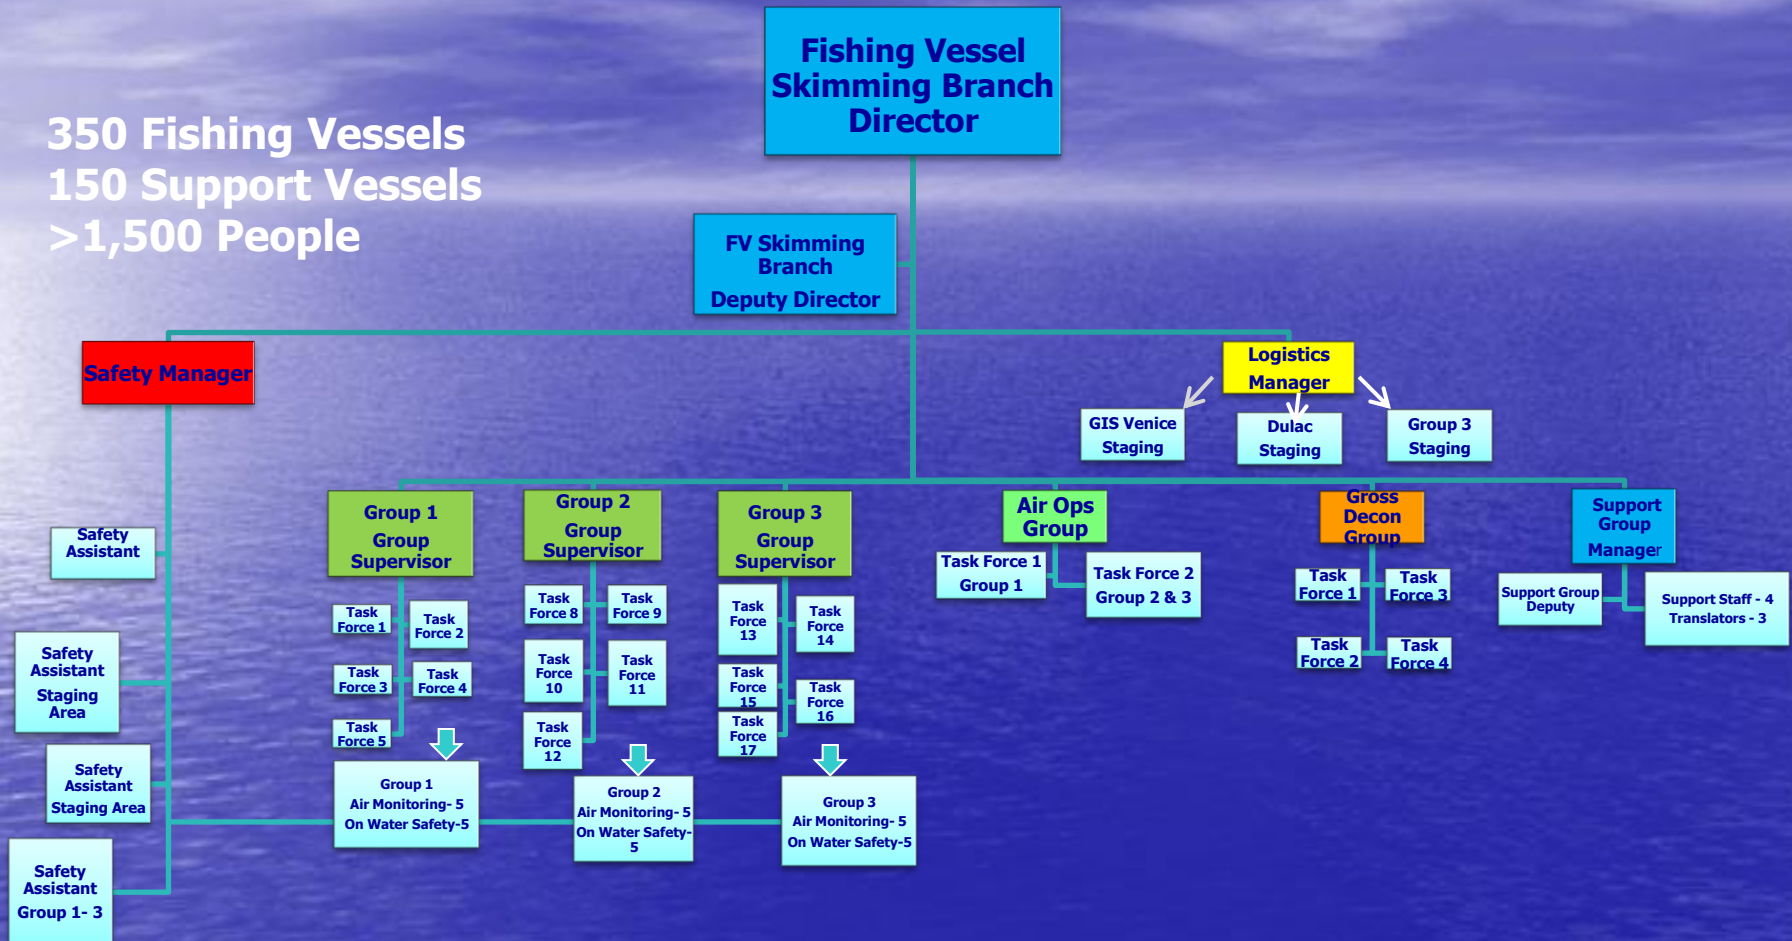 Fishing Vessel
Skimming Branch
Director
350 Fishing Vessels
150 Support Vessels
>1,500 People
FV Skimming
Branch
Deputy Director
Safety Manager
Logistics
Manager
GIS Venice
Staging
Dulac
Staging
Group 3
Staging
Group 1
Group
Supervisor
Group 2
Group
Supervisor
Group 3
Group
Supervisor
Air Ops
Group
Gross
Decon
Group
Support
Group
Manager
Safety
Assistant
Safety
Assistant
Staging
Area
Safety
Assistant
Staging Area
Safety
Assistant
Group 1- 3
Task
Force 1
Task
Force 2
Task
Force 3
Task
Force 4
Task
Force 5
Group 1
Air Monitoring- 5
On Water Safety-5
Task
Force 8
Task
Force 9
Task
Force
10
Task
Force
11
Task
Force
12
Group 2
Air Monitoring- 5
On Water Safety-
5
Task
Force
13
Task
Force
14
Task
Force
15
Task
Force
16
Task
Force
17
Group 3
Air Monitoring- 5
On Water Safety-5
Task Force 1
Group 1
Task Force 2
Group 2 & 3
Task
Force 1
Task
Force 3
Task
Force 2
Task
Force 4
Support Group
Deputy
Support Staff - 4
Translators - 3